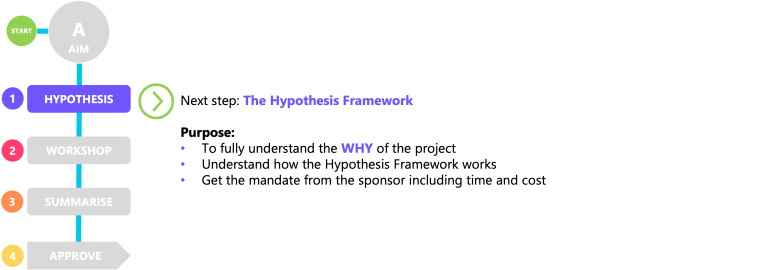 START
A
AIM
1 HYPOTHESIS
2 WORKSHOP
3 SUMMARISE
4 APPROVE
Next step: The Hypothesis Framework
Purpose:
• To fully understand the WHY of the project
• Understand how the Hypothesis Framework works
• Get the mandate from the sponsor including time and cost